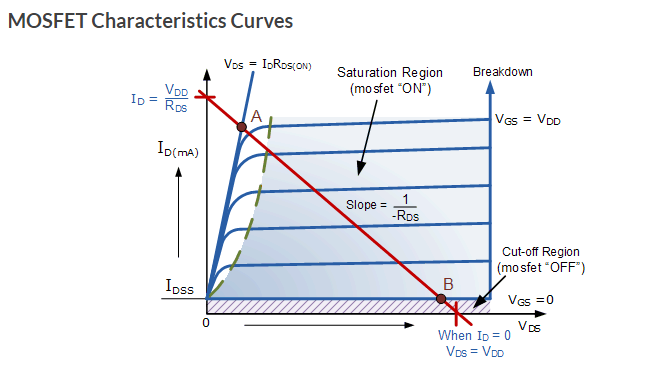 MOSFET Characteristics Curves
VDS = IDRDS(ON)
Saturation Region
(mosfet "ON")
Breakdown
ID = VDD
RDS
A
VGS = VDD
ID(mA)
Slope = 1
-RDS
Cut-off Region
(mosfet "OFF")
IDSS
B
VGS =0
0
VDS
When ID = 0
VDS = VDD